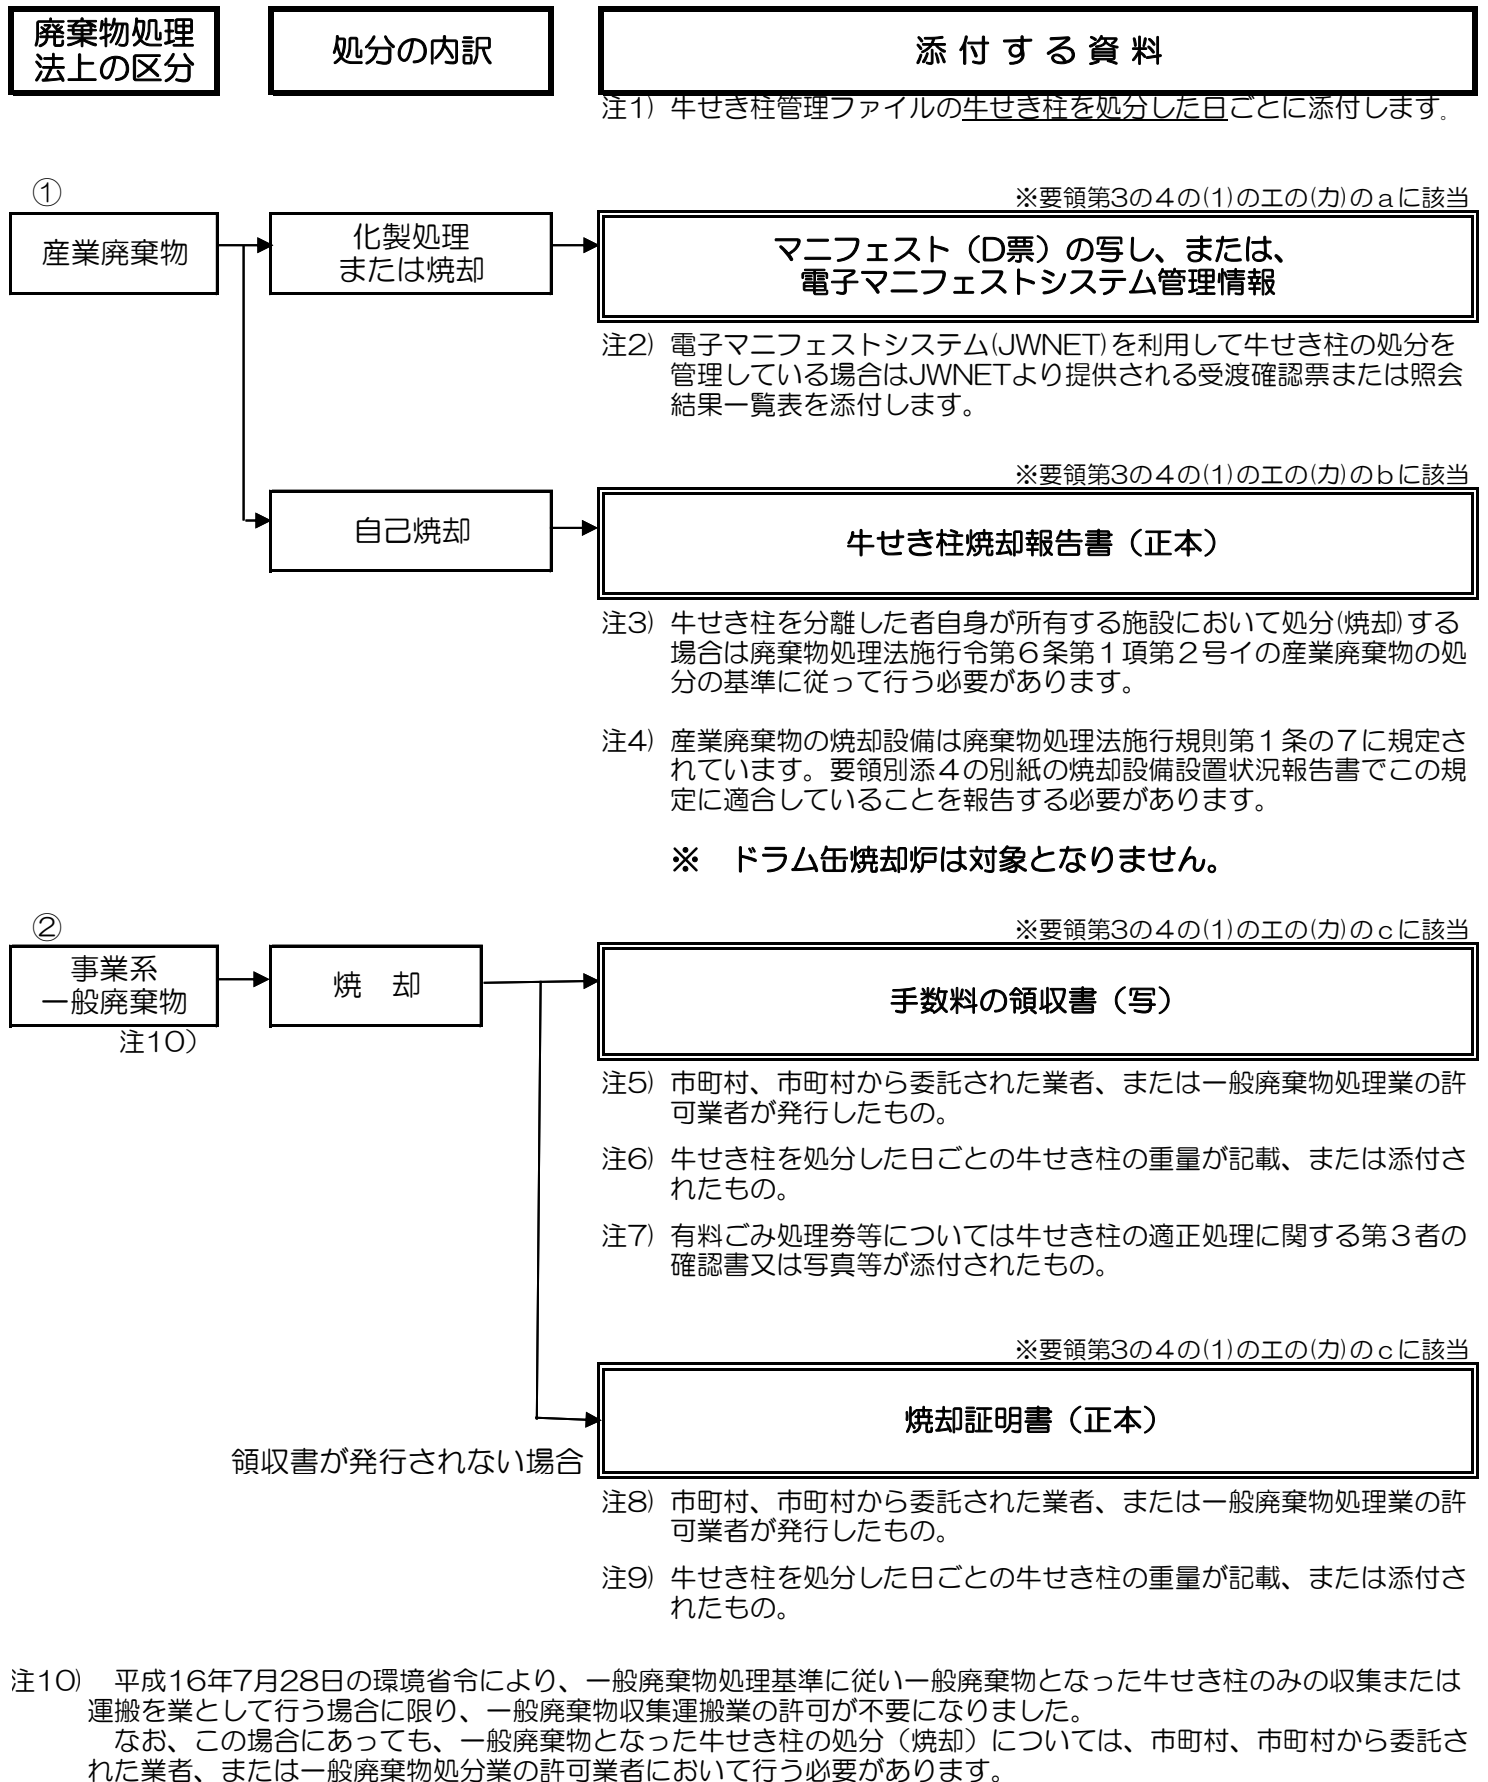 廃棄物処理
法上の区分
処分の内訳
添 付 す る 資 料
注1) 牛せき柱管理ファイルの牛せき柱を処分した日ごとに添付します。
①
※要領第3の4の(1)のエの(カ)のaに該当
産業廃棄物
化製処理
または焼却
マニフェスト（D票）の写し、または、
電子マニフェストシステム管理情報
注2) 電子マニフェストシステム(JWNET)を利用して牛せき柱の処分を
管理している場合はJWNETより提供される受渡確認票または照会
結果一覧表を添付します。
※要領第3の4の(1)のエの(カ)のbに該当
自己焼却
牛せき柱焼却報告書（正本）
注3) 牛せき柱を分離した者自身が所有する施設において処分(焼却)する
場合は廃棄物処理法施行令第６条第１項第２号イの産業廃棄物の処
分の基準に従って行う必要があります。
注4) 産業廃棄物の焼却設備は廃棄物処理法施行規則第１条の７に規定さ
れています。要領別添４の別紙の焼却設備設置状況報告書でこの規
定に適合していることを報告する必要があります。
※　ドラム缶焼却炉は対象となりません。
②
※要領第3の4の(1)のエの(カ)のｃに該当
事業系
一般廃棄物
注10）
焼　却
手数料の領収書（写）
注5) 市町村、市町村から委託された業者、または一般廃棄物処理業の許
可業者が発行したもの。
注6) 牛せき柱を処分した日ごとの牛せき柱の重量が記載、または添付さ
れたもの。
注7) 有料ごみ処理券等については牛せき柱の適正処理に関する第３者の
確認書又は写真等が添付されたもの。
※要領第3の4の(1)のエの(カ)のｃに該当
焼却証明書（正本）
領収書が発行されない場合
注8) 市町村、市町村から委託された業者、または一般廃棄物処理業の許
可業者が発行したもの。
注9) 牛せき柱を処分した日ごとの牛せき柱の重量が記載、または添付さ
れたもの。
注10)　平成16年7月28日の環境省令により、一般廃棄物処理基準に従い一般廃棄物となった牛せき柱のみの収集または
運搬を業として行う場合に限り、一般廃棄物収集運搬業の許可が不要になりました。
なお、この場合にあっても、一般廃棄物となった牛せき柱の処分（焼却）については、市町村、市町村から委託さ
れた業者、または一般廃棄物処分業の許可業者において行う必要があります。